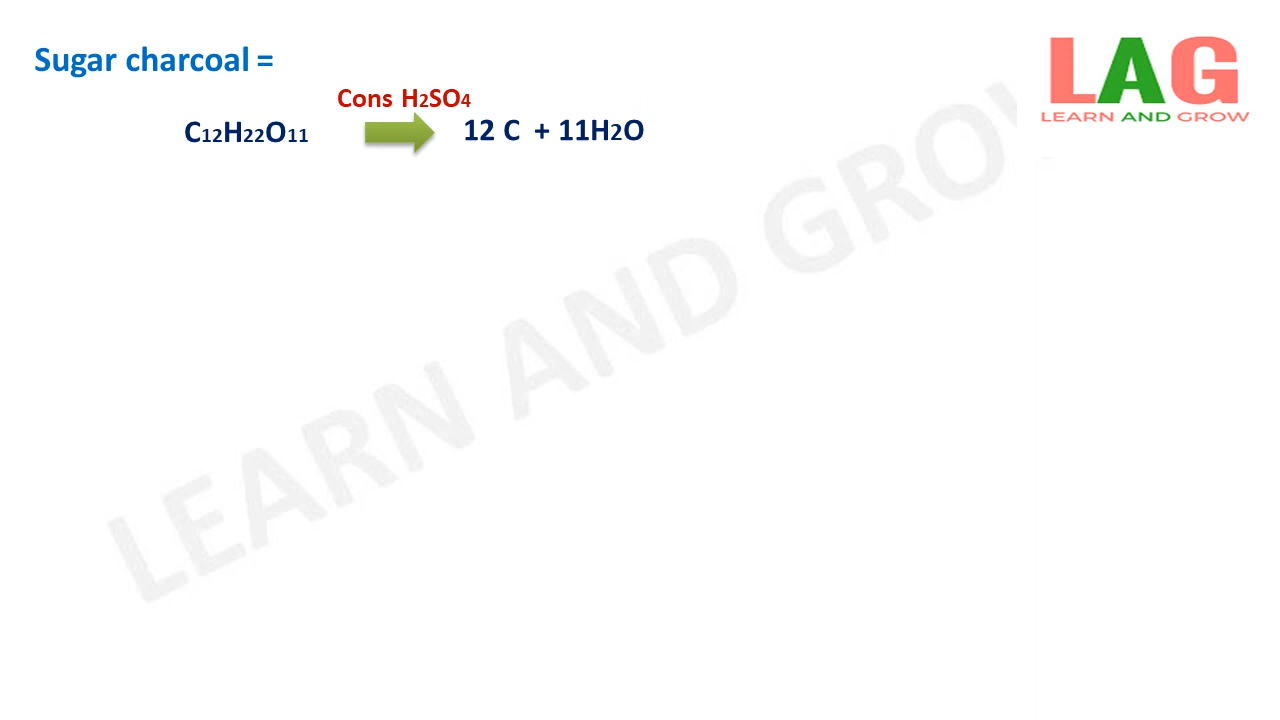 Sugar charcoal =
Cons H2SO4
C12H22O11 12 C + 11H2O
LAG
LEARN AND GROW
LEARN AND GROW